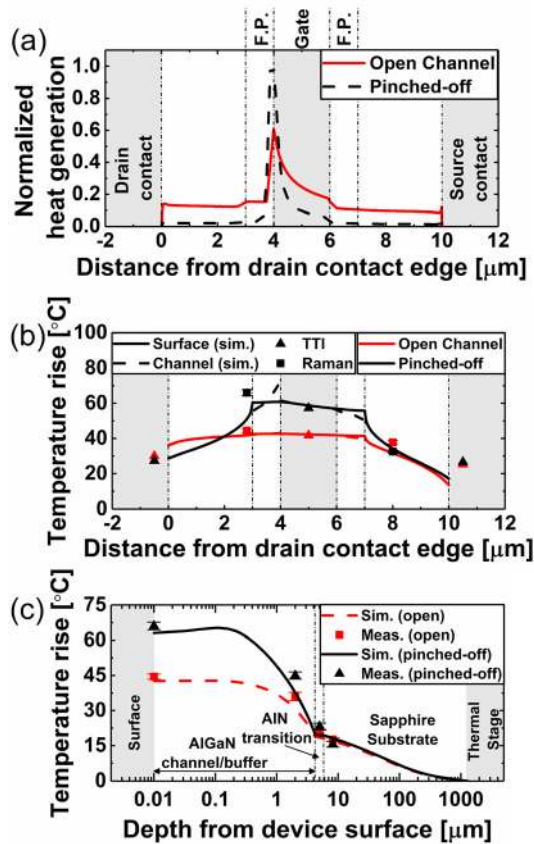 (a)
F.P.
Gate
F.P.
Normalized
heat generation
1.0
0.8
0.6
0.4
0.2
0.0
Open Channel
Pinched-off
Drain
contact
Source
contact
-2 0 2 4 6 8 10 12
Distance from drain contact edge [μm]
(b)
Temperature rise [°C]
100
80
60
40
20
0
Surface (sim.) TTI Open Channel
Channel (sim.) Raman Pinched-off
-2 0 2 4 6 8 10 12
Distance from drain contact edge [μm]
(c)
Temperature rise [°C]
75
60
45
30
15
0
Sim. (open)
Meas. (open)
Sim. (pinched-off)
Meas. (pinched-off)
Surface
AlN
transition
AlGaN
channel/buffer
Sapphire
Substrate
Thermal
Stage
0.01 0.1 1 10 100 1000
Depth from device surface [μm]